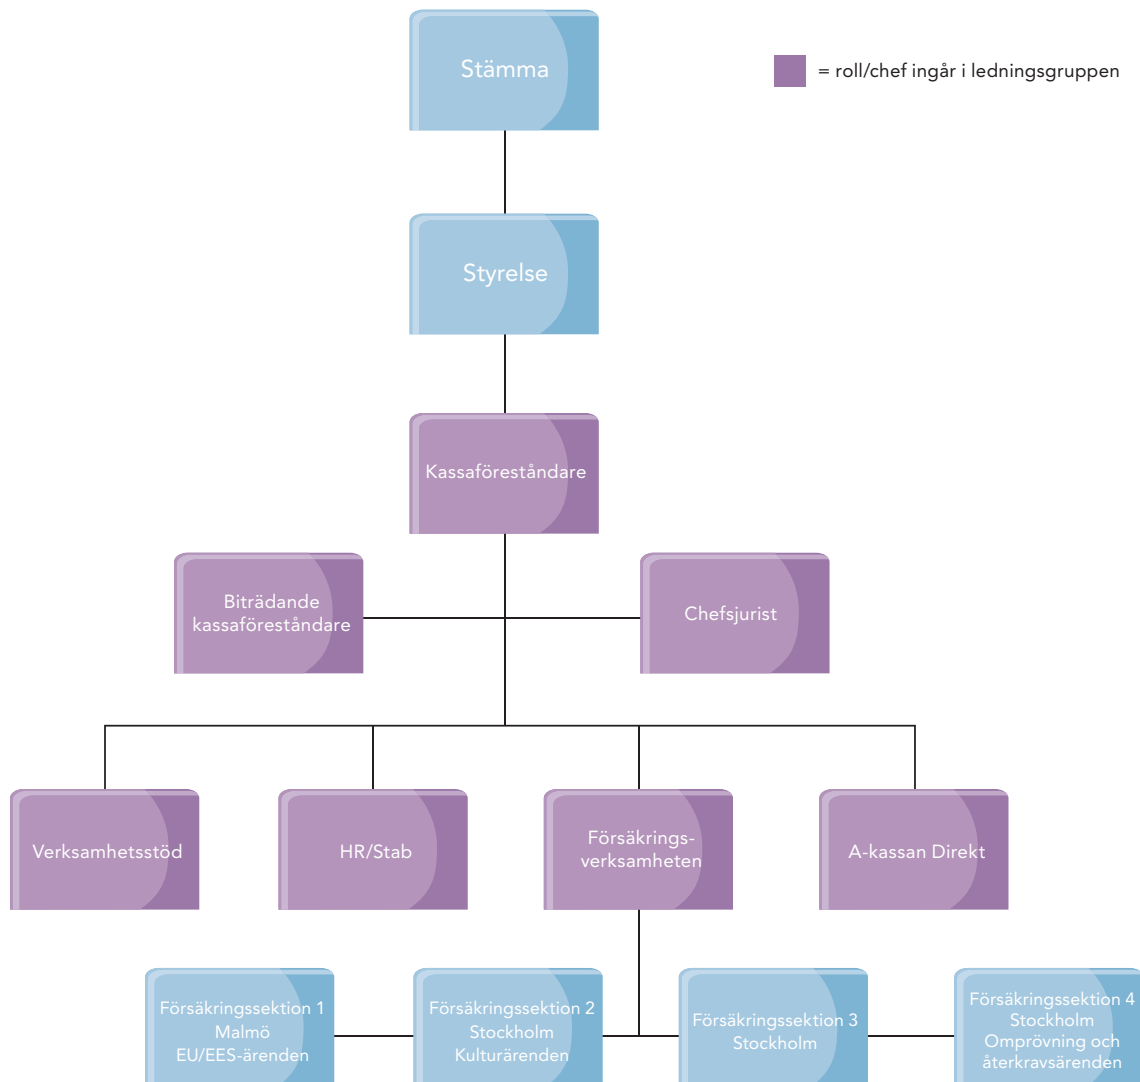 Stämma
= roll/chef ingår i ledningsgruppen
Styrelse
Kassaföreståndare
Biträdande
kassaföreståndare
Chefsjurist
Verksamhetsstöd
HR/Stab
Försäkrings-
verksamheten
A-kassan Direkt
Försäkringssektion 1
Malmö
EU/EES-ärenden
Försäkringssektion 2
Stockholm
Kulturärenden
Försäkringssektion 3
Stockholm
Försäkringssektion 4
Stockholm
Omprövning och
återkravsärenden